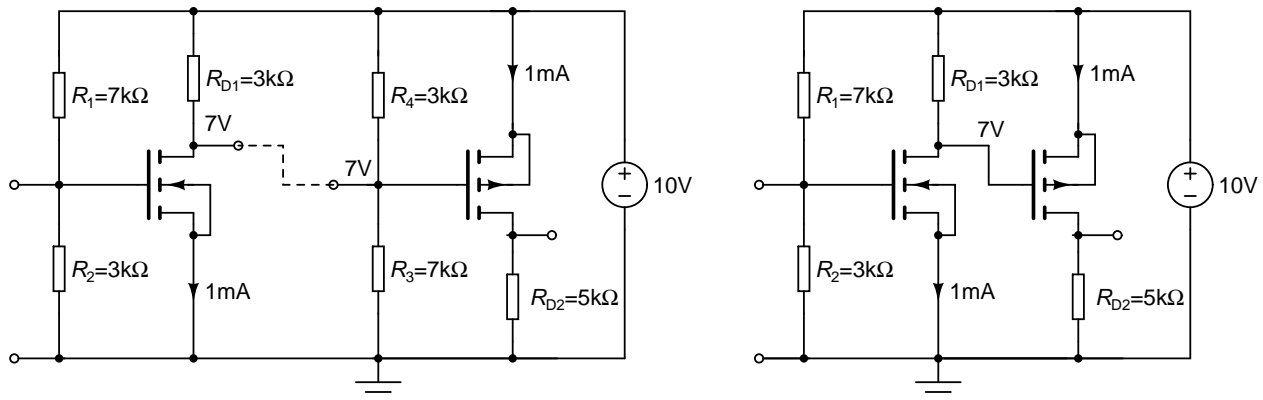 R1=7kΩ
RD1=3kΩ
7V
R4=3kΩ
1mA
7V
+
−
10V
R2=3kΩ
1mA
R3=7kΩ
RD2=5kΩ
R1=7kΩ
RD1=3kΩ
7V
1mA
+
−
10V
R2=3kΩ
1mA
RD2=5kΩ